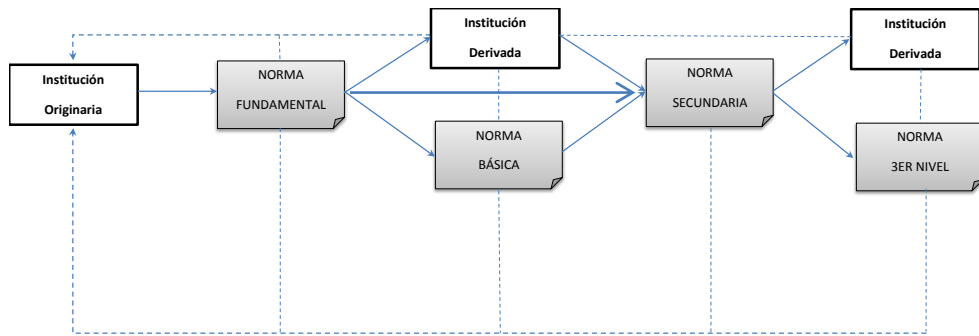 Institución
Originaria
NORMA
FUNDAMENTAL
Institución
Derivada
NORMA
BÁSICA
NORMA
SECUNDARIA
Institución
Derivada
NORMA
3ER NIVEL